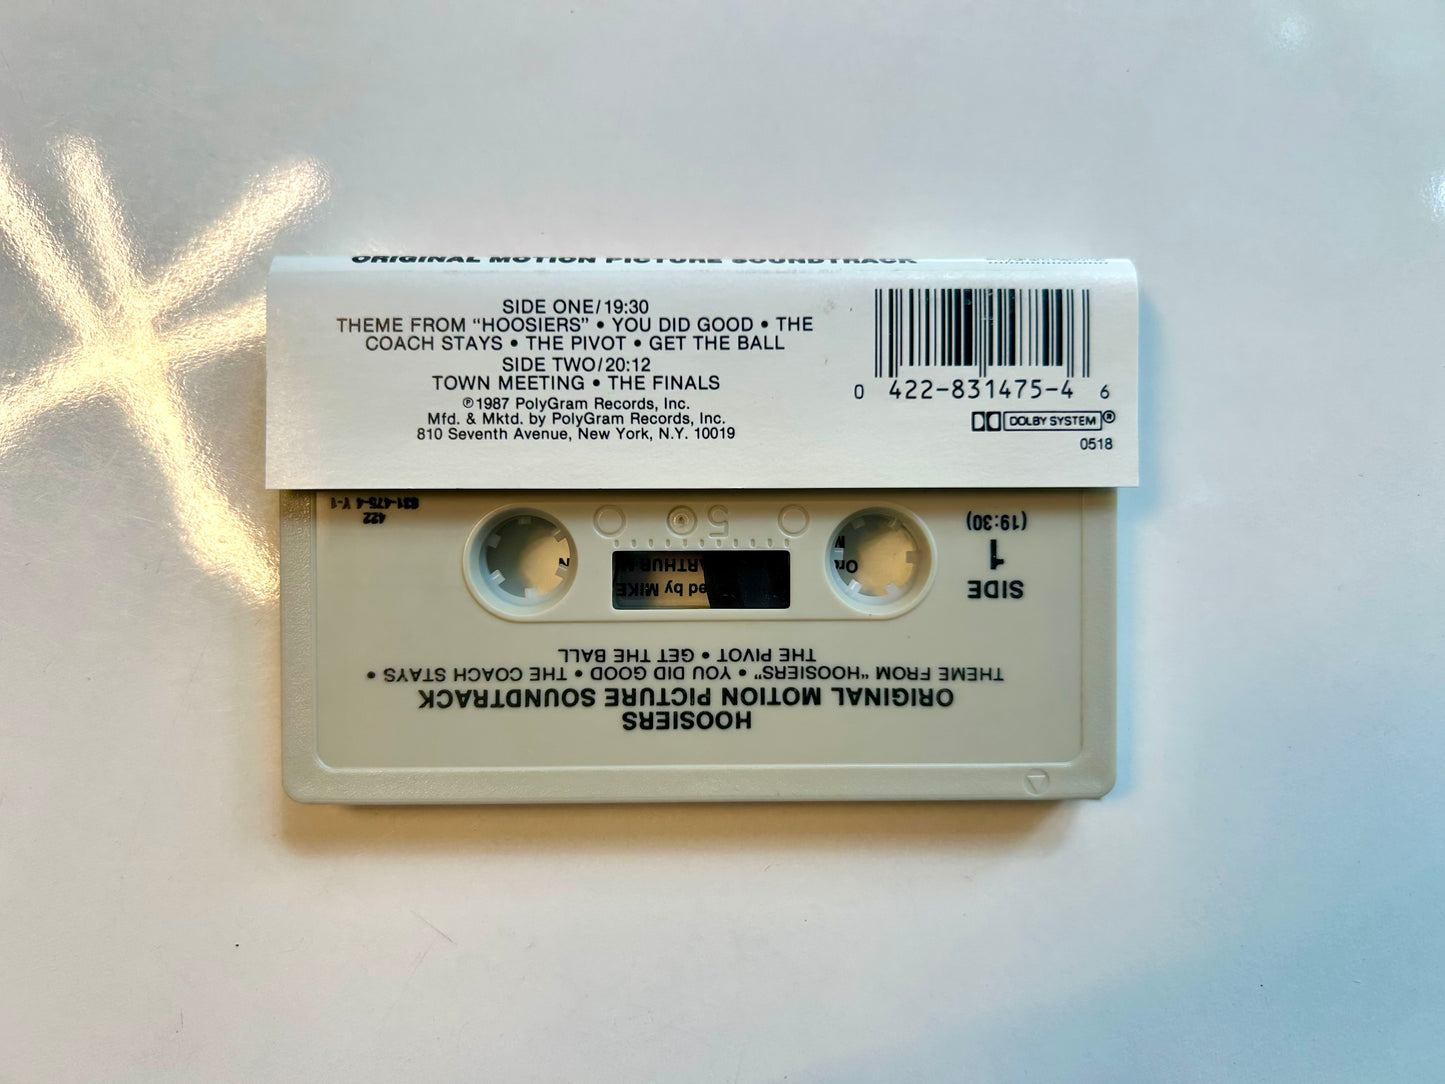 ORIGINAL MOTION PICTURE SOUNDTRACK
SIDE ONE/19:30
THEME FROM “HOOSIERS” • YOU DID GOOD • THE
COACH STAYS • THE PIVOT • GET THE BALL
SIDE TWO/20:12
TOWN MEETING • THE FINALS
℗1987 PolyGram Records, Inc.
Mfd. & Mktd. by PolyGram Records, Inc.
810 Seventh Avenue, New York, N.Y. 10019
0 422-831475-4 6
DOLBY SYSTEM®
0518
HOOSIERS
ORIGINAL MOTION PICTURE SOUNDTRACK
THEME FROM “HOOSIERS” • YOU DID GOOD • THE COACH STAYS •
THE PIVOT • GET THE BALL
SIDE
1
(19:30)
50
by MIKE
422
831-475-4 Y-1